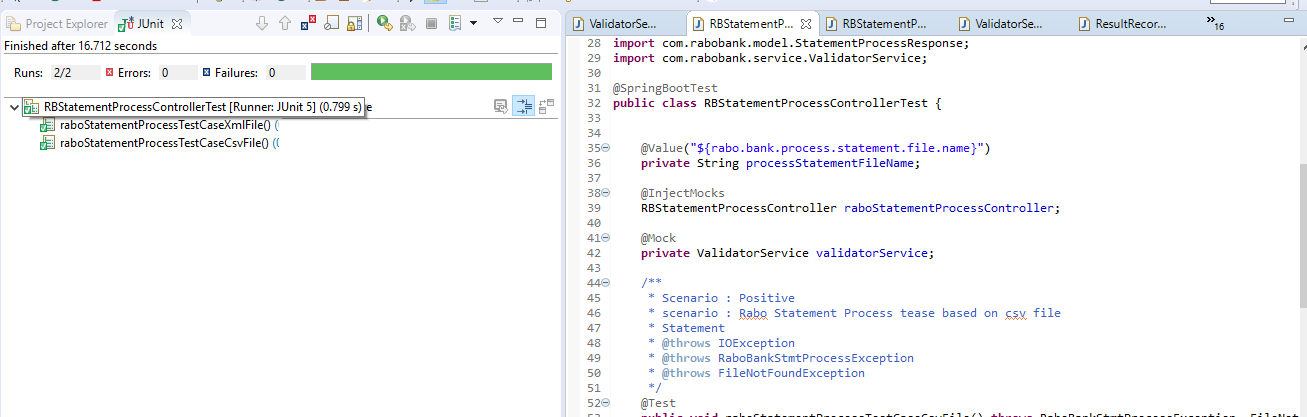 Project Explorer
JUnit
Finished after 16.712 seconds
Runs: 2/2
Errors: 0
Failures: 0
RBStatementProcessControllerTest [Runner: JUnit 5] (0.799 s)
raboStatementProcessTestCaseXmlFile() (
raboStatementProcessTestCaseCsvFile() ((
ValidatorSe...
RBStatementP...
RBStatementP...
ValidatorSe...
ResultRecor...
»16
28 import com.rabobank.model.StatementProcessResponse;
29 import com.rabobank.service.ValidatorService;
30
31 @SpringBootTest
32 public class RBStatementProcessControllerTest {
33
34
35 @Value("${rabo.bank.process.statement.file.name}")
36 private String processStatementFileName;
37
38 @InjectMocks
39 RBStatementProcessController raboStatementProcessController;
40
41 @Mock
42 private ValidatorService validatorService;
43
44 /**
45 * Scenario : Positive
46 * scenario : Rabo Statement Process tease based on csv file
47 * Statement
48 * @throws IOException
49 * @throws RaboBankStmtProcessException
50 * @throws FileNotFoundException
51 */
52 @Test